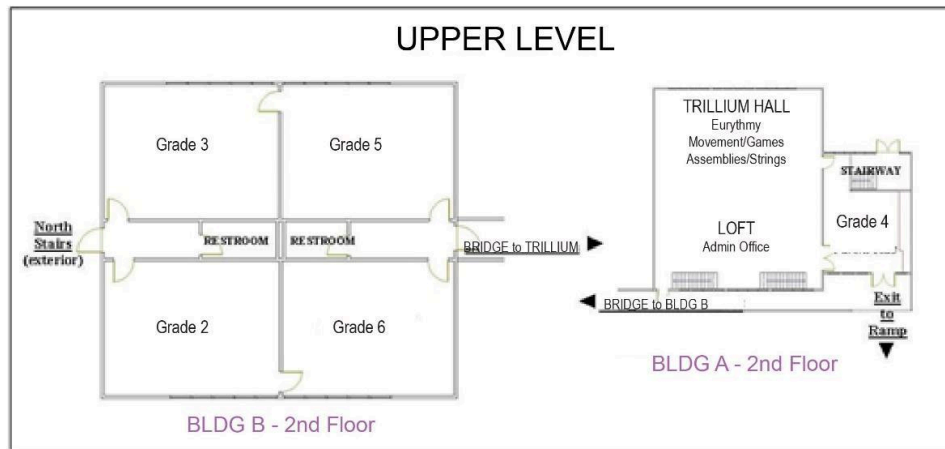 UPPER LEVEL
Grade 3
Grade 5
North
Stairs
(exterior)
RESTROOM
RESTROOM
BRIDGE to TRILLIUM
Grade 2
Grade 6
BLDG B - 2nd Floor
TRILLIUM HALL
Eurythmy
Movement/Games
Assemblies/Strings
STAIRWAY
Grade 4
LOFT
Admin Office
BRIDGE to BLDG B
Exit
to
Ramp
BLDG A - 2nd Floor